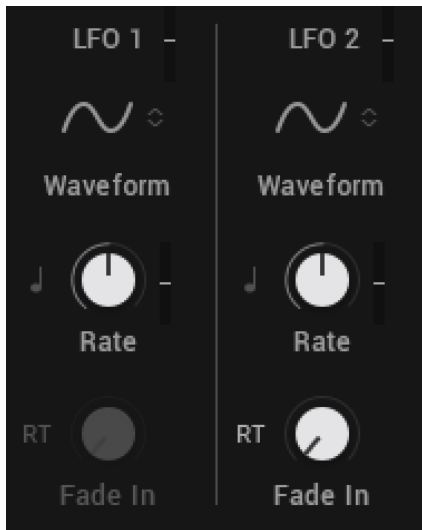 LFO 1
Waveform
Rate
RT
Fade In
LFO 2
Waveform
Rate
RT
Fade In